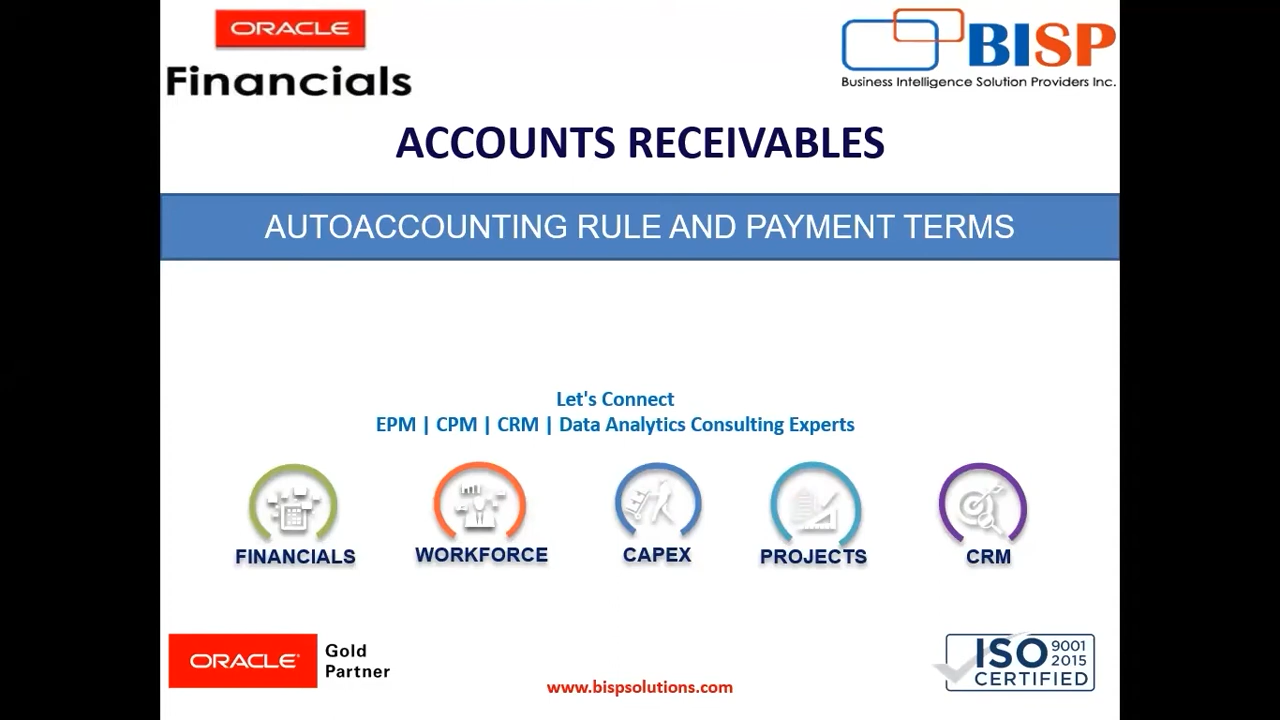 ORACLE
Financials
BISP
Business Intelligence Solution Providers Inc.
ACCOUNTS RECEIVABLES
AUTOACCOUNTING RULE AND PAYMENT TERMS
Let's Connect
EPM | CPM | CRM | Data Analytics Consulting Experts
FINANCIALS
WORKFORCE
CAPEX
PROJECTS
CRM
ORACLE
Gold
Partner
www.bispsolutions.com
ISO 9001
2015
CERTIFIED